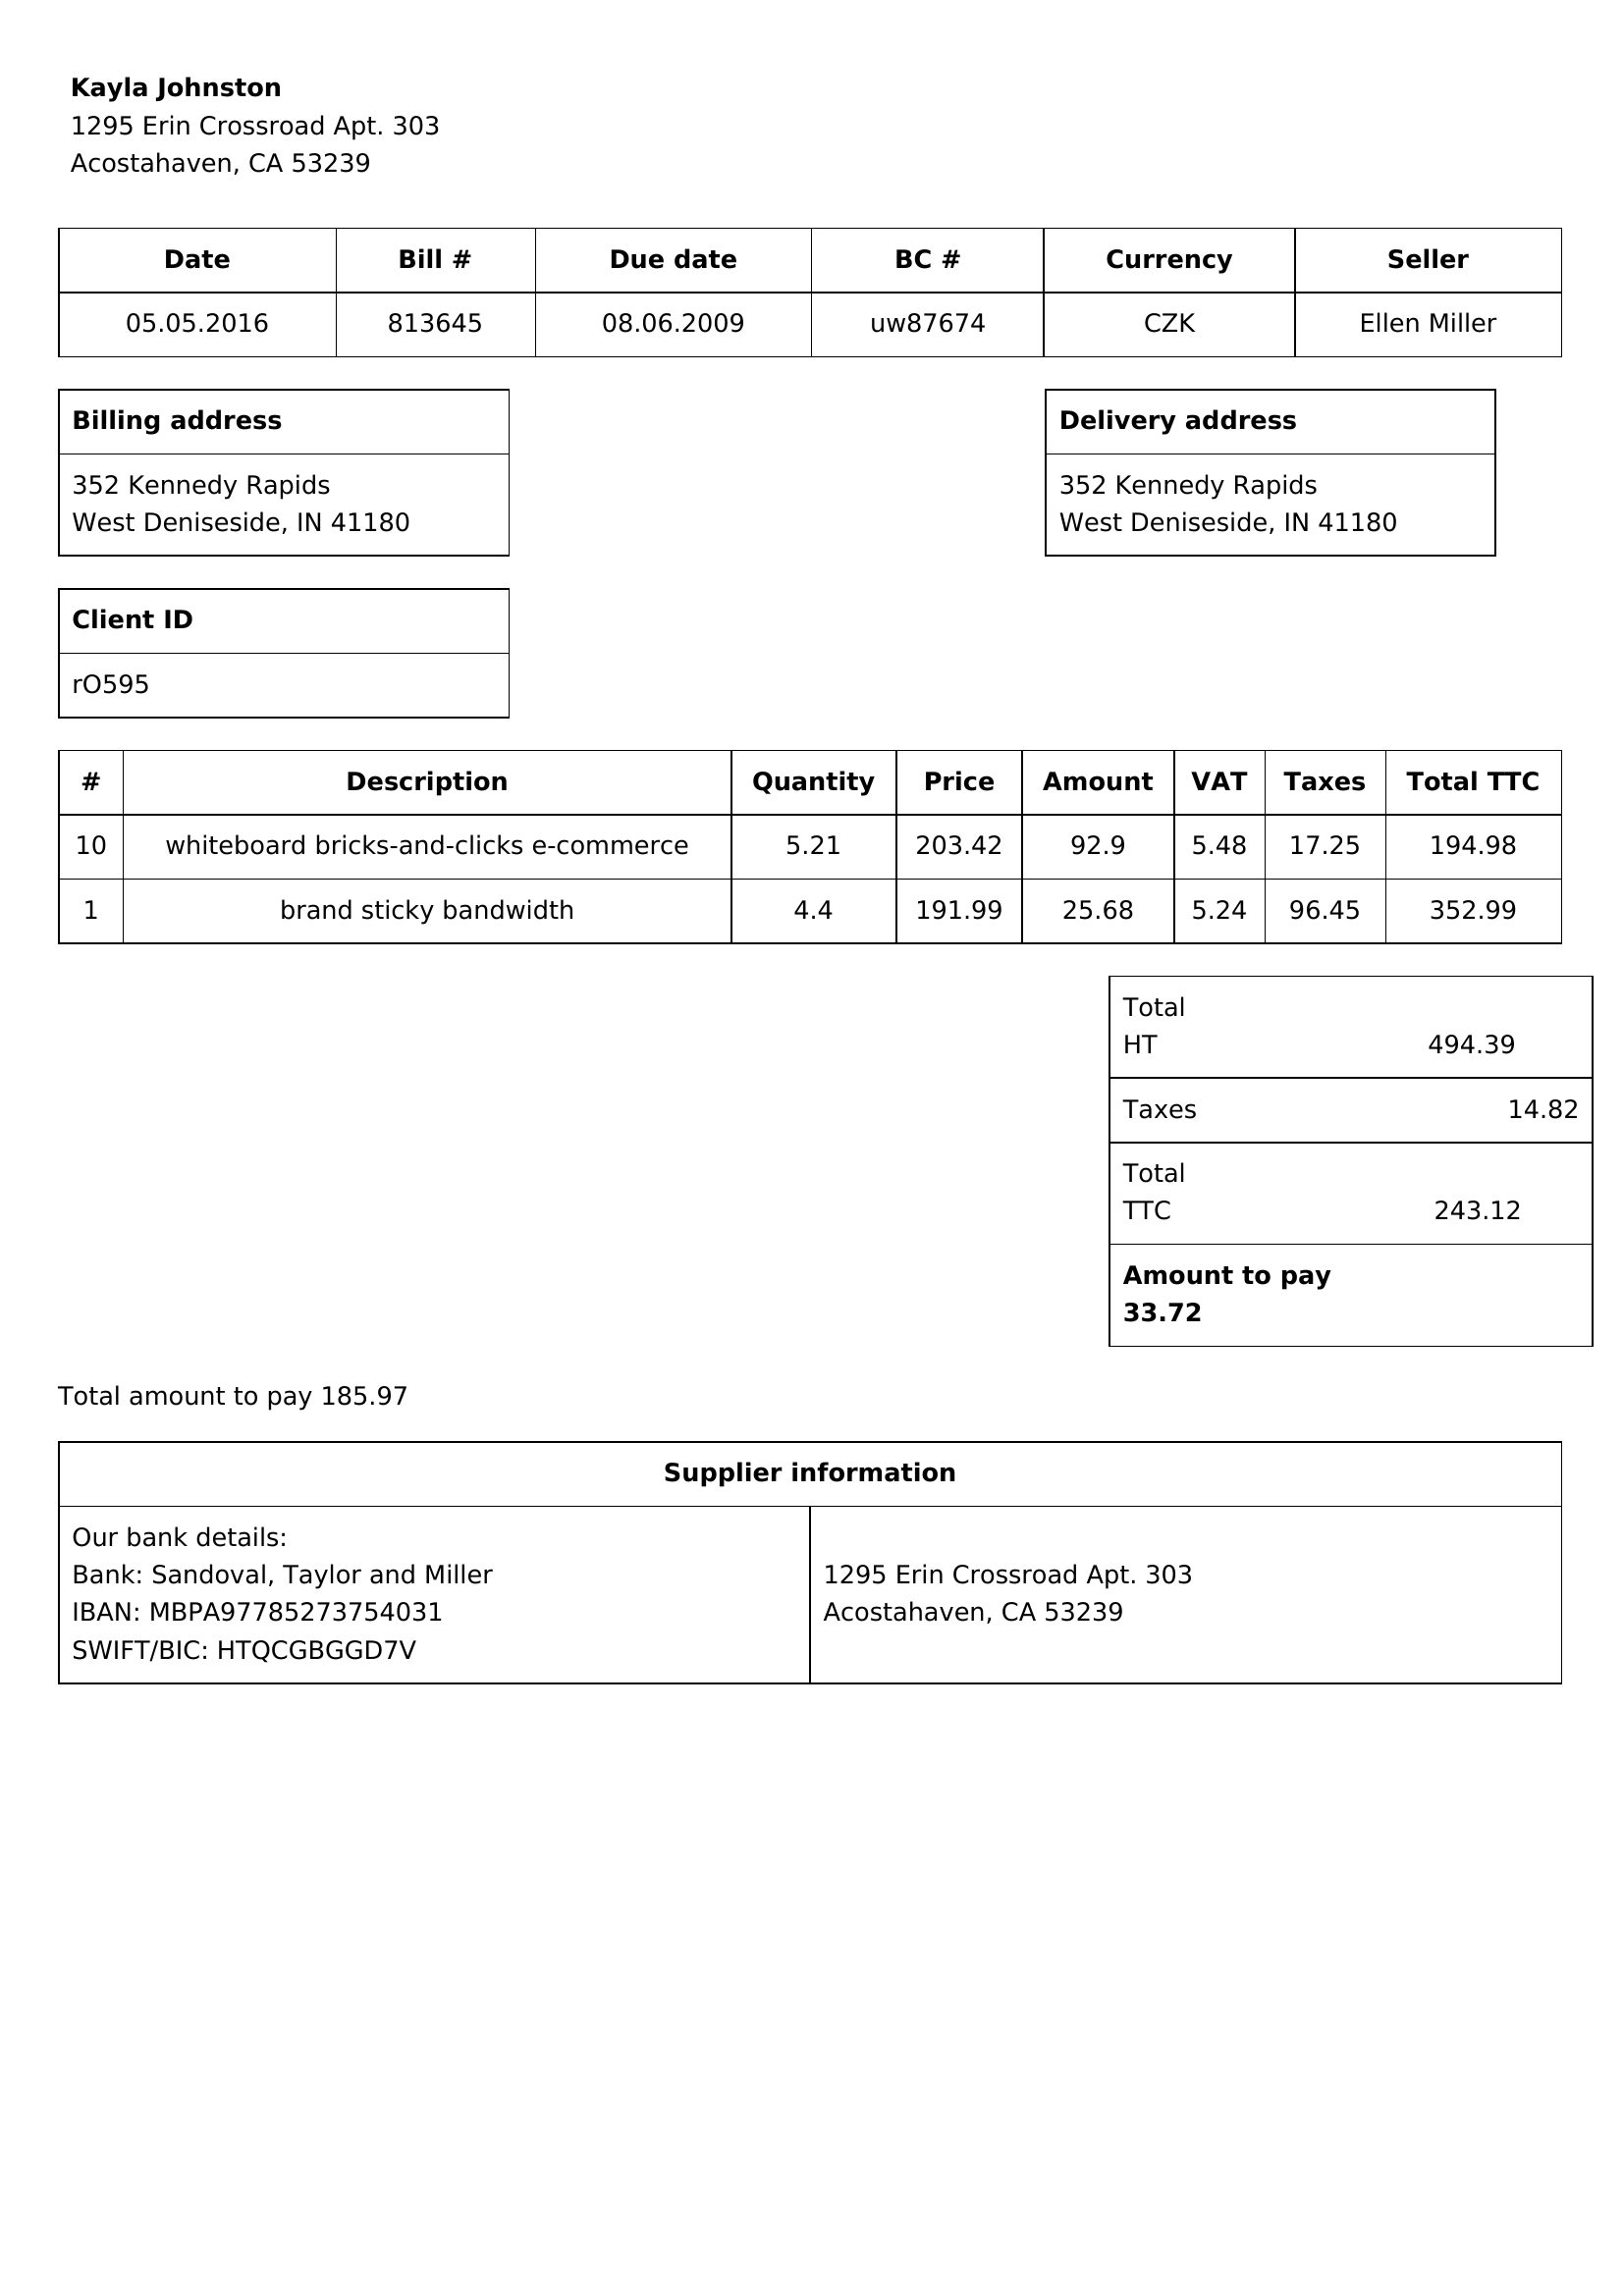 Kayla Johnston
1295 Erin Crossroad Apt. 303
Acostahaven, CA 53239
Date Bill # Due date BC # Currency Seller
05.05.2016 813645 08.06.2009 uw87674 CZK Ellen Miller
Billing address
352 Kennedy Rapids
West Deniseside, IN 41180
Delivery address
352 Kennedy Rapids
West Deniseside, IN 41180
Client ID
rO595
# Description Quantity Price Amount VAT Taxes Total TTC
10 whiteboard bricks-and-clicks e-commerce 5.21 203.42 92.9 5.48 17.25 194.98
1 brand sticky bandwidth 4.4 191.99 25.68 5.24 96.45 352.99
Total
HT 494.39
Taxes 14.82
Total
TTC 243.12
Amount to pay
33.72
Total amount to pay 185.97
Supplier information
Our bank details:
Bank: Sandoval, Taylor and Miller
IBAN: MBPA97785273754031
SWIFT/BIC: HTQCGBGGD7V
1295 Erin Crossroad Apt. 303
Acostahaven, CA 53239